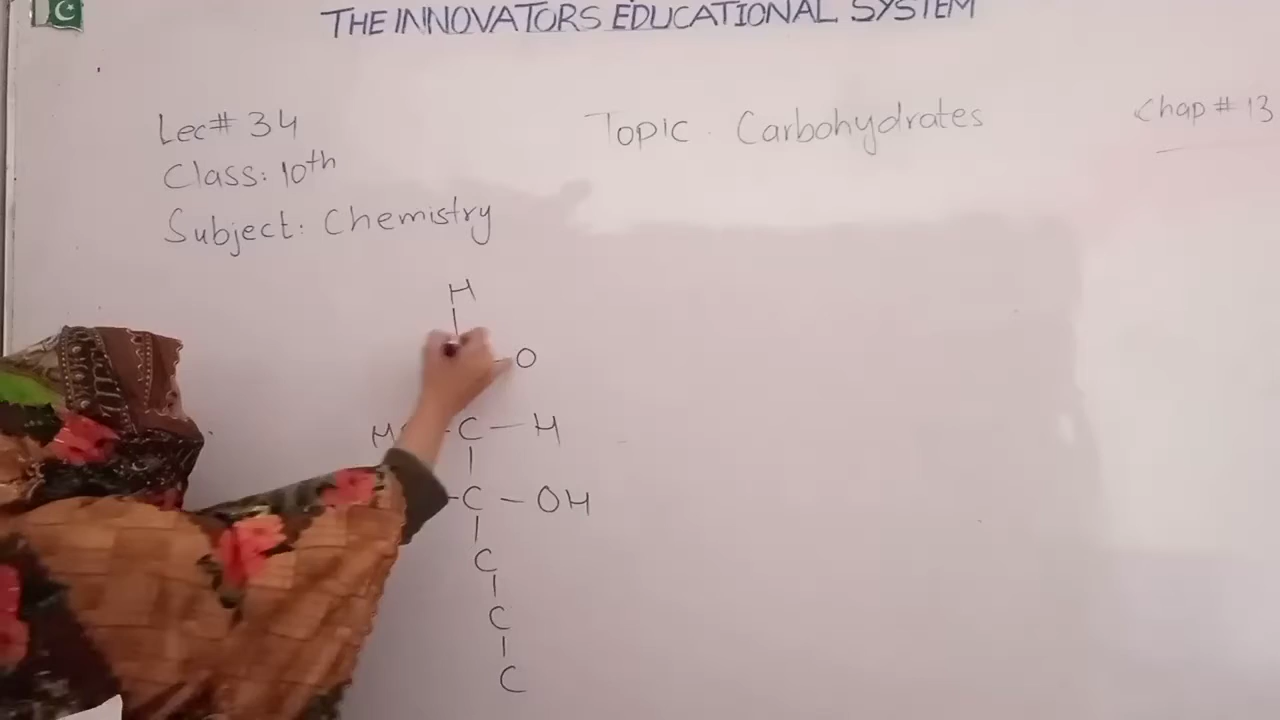 THE INNOVATORS EDUCATIONAL SYSTEM
Lec# 34
Topic. Carbohydrates
Chap # 13
Class: 10th
Subject: Chemistry
H
O
C — H
C — OH
C
C
C